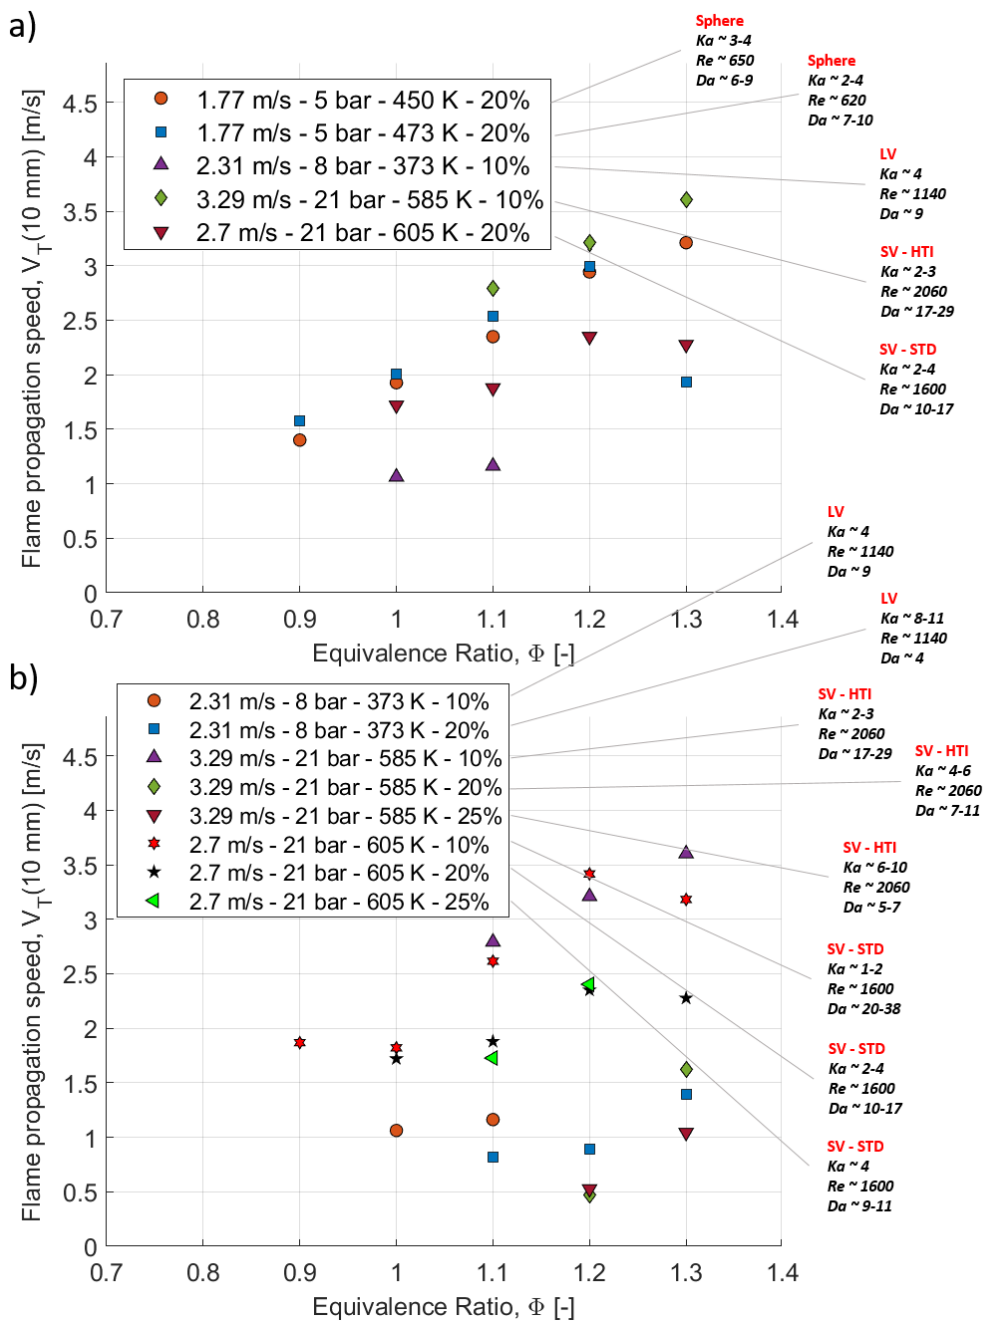 a)
Flame propagation speed, V_T(10 mm) [m/s]
4.5
4
3.5
3
2.5
2
1.5
1
0.5
0
0.7
0.8
0.9
1
1.1
1.2
1.3
1.4
Equivalence Ratio, Φ [-]
1.77 m/s - 5 bar - 450 K - 20%
1.77 m/s - 5 bar - 473 K - 20%
2.31 m/s - 8 bar - 373 K - 10%
3.29 m/s - 21 bar - 585 K - 10%
2.7 m/s - 21 bar - 605 K - 20%
Sphere
Ka ~ 3-4
Re ~ 650
Da ~ 6-9
Sphere
Ka ~ 2-4
Re ~ 620
Da ~ 7-10
LV
Ka ~ 4
Re ~ 1140
Da ~ 9
SV - HTI
Ka ~ 2-3
Re ~ 2060
Da ~ 17-29
SV - STD
Ka ~ 2-4
Re ~ 1600
Da ~ 10-17
b)
Flame propagation speed, V_T(10 mm) [m/s]
4.5
4
3.5
3
2.5
2
1.5
1
0.5
0
0.7
0.8
0.9
1
1.1
1.2
1.3
1.4
Equivalence Ratio, Φ [-]
2.31 m/s - 8 bar - 373 K - 10%
2.31 m/s - 8 bar - 373 K - 20%
3.29 m/s - 21 bar - 585 K - 10%
3.29 m/s - 21 bar - 585 K - 20%
3.29 m/s - 21 bar - 585 K - 25%
2.7 m/s - 21 bar - 605 K - 10%
2.7 m/s - 21 bar - 605 K - 20%
2.7 m/s - 21 bar - 605 K - 25%
LV
Ka ~ 4
Re ~ 1140
Da ~ 9
LV
Ka ~ 8-11
Re ~ 1140
Da ~ 4
SV - HTI
Ka ~ 2-3
Re ~ 2060
Da ~ 17-29
SV - HTI
Ka ~ 4-6
Re ~ 2060
Da ~ 7-11
SV - HTI
Ka ~ 6-10
Re ~ 2060
Da ~ 5-7
SV - STD
Ka ~ 1-2
Re ~ 1600
Da ~ 20-38
SV - STD
Ka ~ 2-4
Re ~ 1600
Da ~ 10-17
SV - STD
Ka ~ 4
Re ~ 1600
Da ~ 9-11